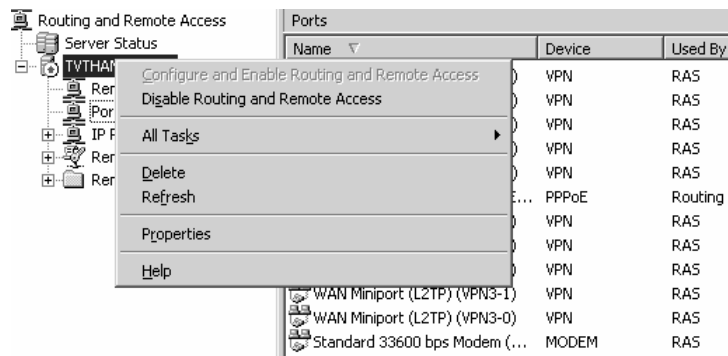 Routing and Remote Access
Ports
Server Status
Name
Device
Used By
TVTHAN
Configure and Enable Routing and Remote Access
) VPN RAS
Rem
Disable Routing and Remote Access
) VPN RAS
Por
) VPN RAS
IP R
All Tasks
) VPN RAS
Rem
Delete
) VPN RAS
Rem
Refresh
E... PPPoE Routing
) VPN RAS
Properties
) VPN RAS
Help
) VPN RAS
WAN Miniport (L2TP) (VPN3-1) VPN RAS
WAN Miniport (L2TP) (VPN3-0) VPN RAS
Standard 33600 bps Modem (... MODEM RAS